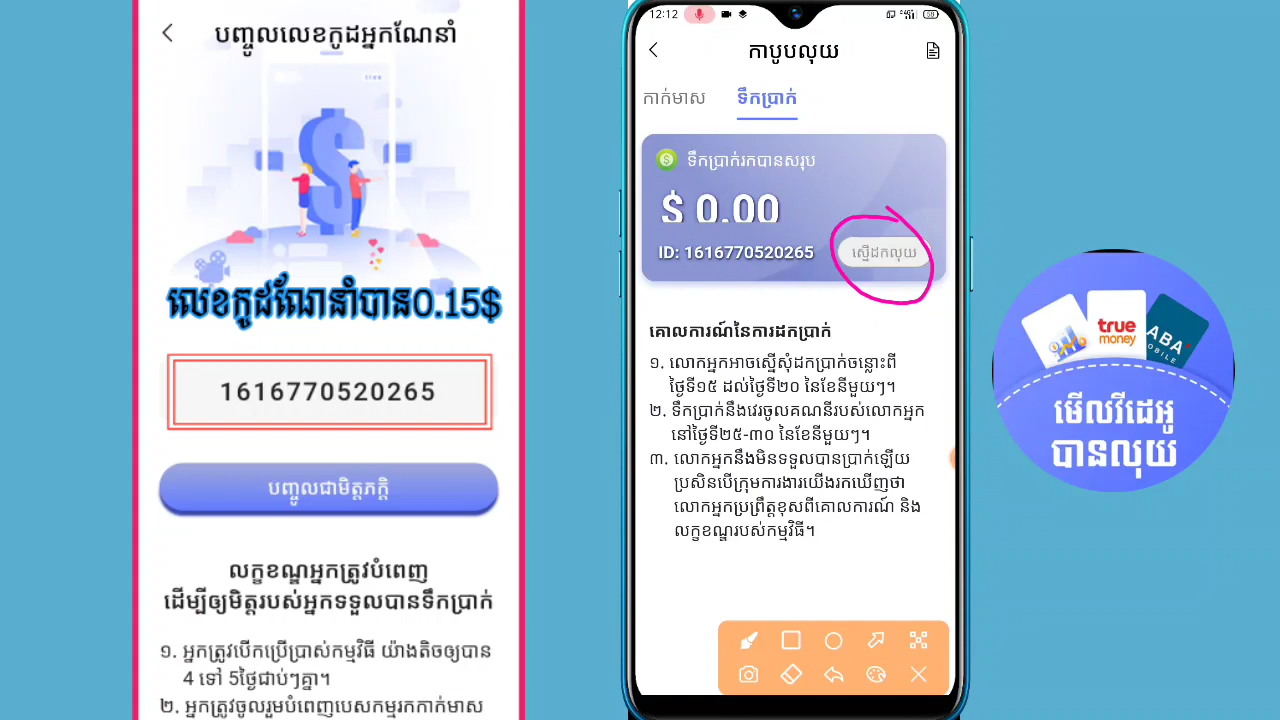 បញ្ចូលលេខកូដអ្នកណែនាំ
live
លេខកូដណែនាំបាន0.15$
1616770520265
បញ្ចូលជាមិត្តភក្តិ
លក្ខខណ្ឌអ្នកត្រូវបំពេញ
ដើម្បីឲ្យមិត្តរបស់អ្នកទទួលបានទឹកប្រាក់
១. អ្នកត្រូវបើកប្រើប្រាស់កម្មវិធី យ៉ាងតិចឲ្យបាន
4 ទៅ 5ថ្ងៃជាប់ៗគ្នា។
២. អ្នកត្រូវចូលរួមបំពេញបេសកម្មរកកាក់មាស
12:12
59
កាបូបលុយ
កាក់មាស
ទឹកប្រាក់
ទឹកប្រាក់រកបានសរុប
$ 0.00
ID: 1616770520265
ស្នើដកលុយ
គោលការណ៍នៃការដកប្រាក់
១. លោកអ្នកអាចស្នើសុំដកប្រាក់ចន្លោះពី
ថ្ងៃទី១៥ ដល់ថ្ងៃទី២០ នៃខែនីមួយៗ។
២. ទឹកប្រាក់នឹងវេរចូលគណនីរបស់លោកអ្នក
នៅថ្ងៃទី២៥-៣០ នៃខែនីមួយៗ។
៣. លោកអ្នកនឹងមិនទទួលបានប្រាក់ឡើយ
ប្រសិនបើក្រុមការងារយើងរកឃើញថា
លោកអ្នកប្រព្រឹត្តខុសពីគោលការណ៍ និង
លក្ខខណ្ឌរបស់កម្មវិធី។
true
money
ABA
MOBILE
មើលវីដេអូ
បានលុយ